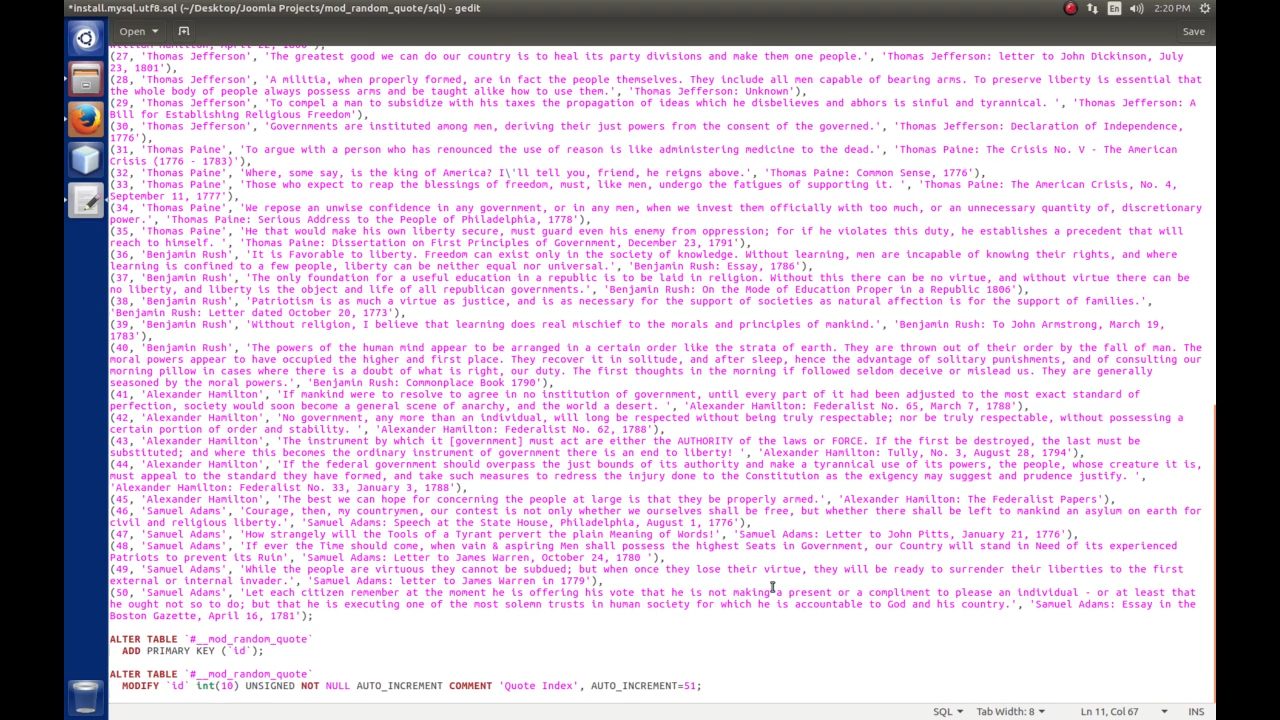 *install.mysql.utf8.sql (~/Desktop/Joomla Projects/mod_random_quote/sql) - gedit
En
2:20 PM
Open
Save
(27, 'Thomas Jefferson', 'The greatest good we can do our country is to heal its party divisions and make them one people.', 'Thomas Jefferson: letter to John Dickinson, July
23, 1801'),
(28, 'Thomas Jefferson', 'A militia, when properly formed, are in fact the people themselves. They include all men capable of bearing arms. To preserve liberty is essential that
the whole body of people always possess arms and be taught alike how to use them.', 'Thomas Jefferson: Unknown'),
(29, 'Thomas Jefferson', 'To compel a man to subsidize with his taxes the propagation of ideas which he disbelieves and abhors is sinful and tyrannical. ', 'Thomas Jefferson: A
Bill for Establishing Religious Freedom'),
(30, 'Thomas Jefferson', 'Governments are instituted among men, deriving their just powers from the consent of the governed.', 'Thomas Jefferson: Declaration of Independence,
1776'),
(31, 'Thomas Paine', 'To argue with a person who has renounced the use of reason is like administering medicine to the dead.', 'Thomas Paine: The Crisis No. V - The American
Crisis (1776 - 1783)'),
(32, 'Thomas Paine', 'Where, some say, is the king of America? I\'ll tell you, friend, he reigns above.', 'Thomas Paine: Common Sense, 1776'),
(33, 'Thomas Paine', 'Those who expect to reap the blessings of freedom, must, like men, undergo the fatigues of supporting it. ', 'Thomas Paine: The American Crisis, No. 4,
September 11, 1777'),
(34, 'Thomas Paine', 'We repose an unwise confidence in any government, or in any men, when we invest them officially with too much, or an unnecessary quantity of, discretionary
power.', 'Thomas Paine: Serious Address to the People of Philadelphia, 1778'),
(35, 'Thomas Paine', 'He that would make his own liberty secure, must guard even his enemy from oppression; for if he violates this duty, he establishes a precedent that will
reach to himself. ', 'Thomas Paine: Dissertation on First Principles of Government, December 23, 1791'),
(36, 'Benjamin Rush', 'It is Favorable to liberty. Freedom can exist only in the society of knowledge. Without learning, men are incapable of knowing their rights, and where
learning is confined to a few people, liberty can be neither equal nor universal.', 'Benjamin Rush: Essay, 1786'),
(37, 'Benjamin Rush', 'The only foundation for a useful education in a republic is to be laid in religion. Without this there can be no virtue, and without virtue there can be
no liberty, and liberty is the object and life of all republican governments.', 'Benjamin Rush: On the Mode of Education Proper in a Republic 1806'),
(38, 'Benjamin Rush', 'Patriotism is as much a virtue as justice, and is as necessary for the support of societies as natural affection is for the support of families.',
'Benjamin Rush: Letter dated October 20, 1773'),
(39, 'Benjamin Rush', 'Without religion, I believe that learning does real mischief to the morals and principles of mankind.', 'Benjamin Rush: To John Armstrong, March 19,
1783'),
(40, 'Benjamin Rush', 'The powers of the human mind appear to be arranged in a certain order like the strata of earth. They are thrown out of their order by the fall of man. The
moral powers appear to have occupied the higher and first place. They recover it in solitude, and after sleep, hence the advantage of solitary punishments, and of consulting our
morning pillow in cases where there is a doubt of what is right, our duty. The first thoughts in the morning if followed seldom deceive or mislead us. They are generally
seasoned by the moral powers.', 'Benjamin Rush: Commonplace Book 1790'),
(41, 'Alexander Hamilton', 'If mankind were to resolve to agree in no institution of government, until every part of it had been adjusted to the most exact standard of
perfection, society would soon become a general scene of anarchy, and the world a desert. ', 'Alexander Hamilton: Federalist No. 65, March 7, 1788'),
(42, 'Alexander Hamilton', 'No government, any more than an individual, will long be respected without being truly respectable; nor be truly respectable, without possessing a
certain portion of order and stability. ', 'Alexander Hamilton: Federalist No. 62, 1788'),
(43, 'Alexander Hamilton', 'The instrument by which it [government] must act are either the AUTHORITY of the laws or FORCE. If the first be destroyed, the last must be
substituted; and where this becomes the ordinary instrument of government there is an end to liberty! ', 'Alexander Hamilton: Tully, No. 3, August 28, 1794'),
(44, 'Alexander Hamilton', 'If the federal government should overpass the just bounds of its authority and make a tyrannical use of its powers, the people, whose creature it is,
must appeal to the standard they have formed, and take such measures to redress the injury done to the Constitution as the exigency may suggest and prudence justify. ',
'Alexander Hamilton: Federalist No. 33, January 3, 1788'),
(45, 'Alexander Hamilton', 'The best we can hope for concerning the people at large is that they be properly armed.', 'Alexander Hamilton: The Federalist Papers'),
(46, 'Samuel Adams', 'Courage, then, my countrymen, our contest is not only whether we ourselves shall be free, but whether there shall be left to mankind an asylum on earth for
civil and religious liberty.', 'Samuel Adams: Speech at the State House, Philadelphia, August 1, 1776'),
(47, 'Samuel Adams', 'How strangely will the Tools of a Tyrant pervert the plain Meaning of Words!', 'Samuel Adams: Letter to John Pitts, January 21, 1776'),
(48, 'Samuel Adams', 'If ever the Time should come, when vain & aspiring Men shall possess the highest Seats in Government, our Country will stand in Need of its experienced
Patriots to prevent its Ruin', 'Samuel Adams: Letter to James Warren, October 24, 1780 '),
(49, 'Samuel Adams', 'While the people are virtuous they cannot be subdued; but when once they lose their virtue, they will be ready to surrender their liberties to the first
external or internal invader.', 'Samuel Adams: letter to James Warren in 1779'),
(50, 'Samuel Adams', 'Let each citizen remember at the moment he is offering his vote that he is not making a present or a compliment to please an individual - or at least that
he ought not so to do; but that he is executing one of the most solemn trusts in human society for which he is accountable to God and his country.', 'Samuel Adams: Essay in the
Boston Gazette, April 16, 1781');
ALTER TABLE `#__mod_random_quote`
ADD PRIMARY KEY (`id`);
ALTER TABLE `#__mod_random_quote`
MODIFY `id` int(10) UNSIGNED NOT NULL AUTO_INCREMENT COMMENT 'Quote Index', AUTO_INCREMENT=51;
SQL
Tab Width: 8
Ln 11, Col 67
INS